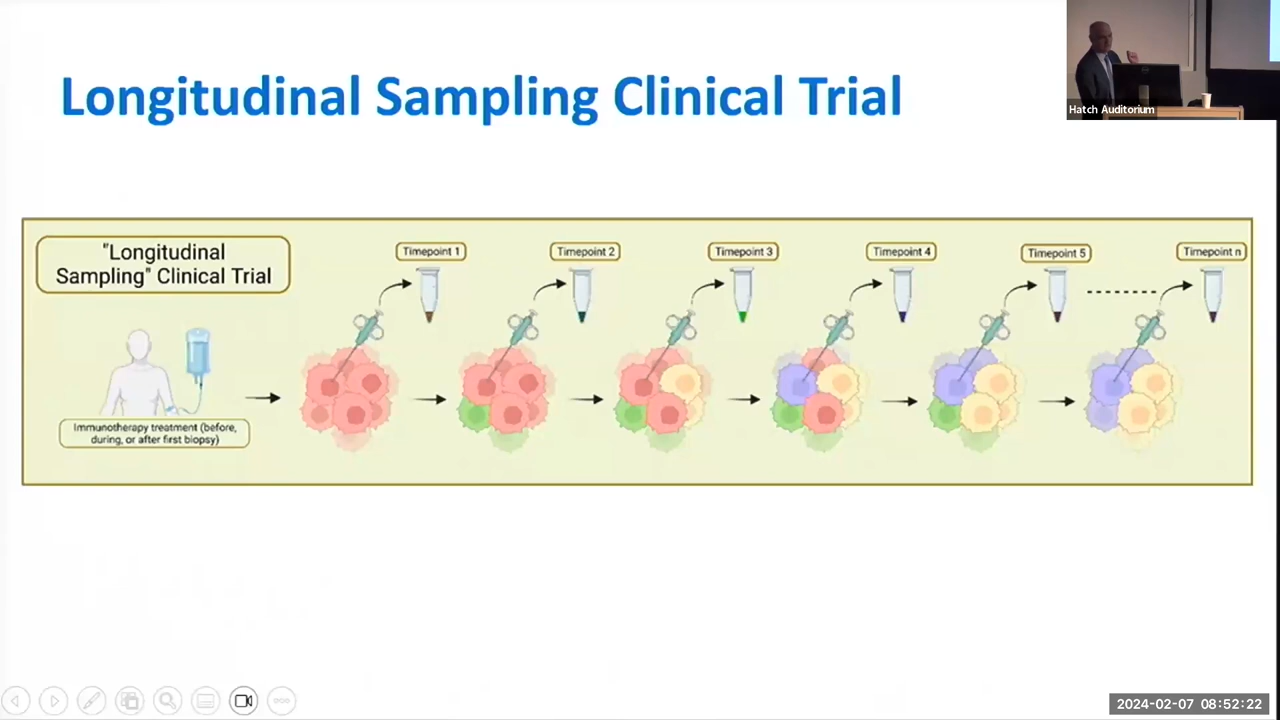 Longitudinal Sampling Clinical Trial
Hatch Auditorium
"Longitudinal
Sampling" Clinical Trial
Timepoint 1
Timepoint 2
Timepoint 3
Timepoint 4
Timepoint 5
Timepoint n
Immunotherapy treatment (before,
during, or after first biopsy)
2024-02-07 08:52:22